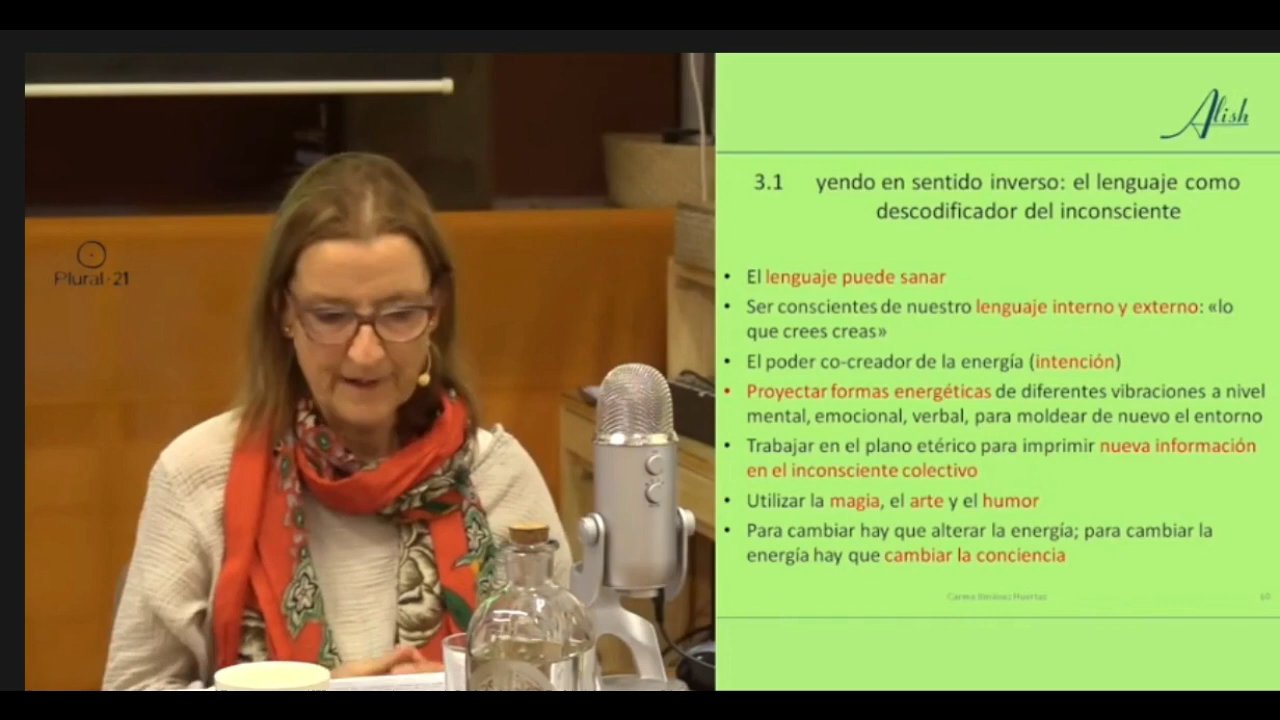 Plural-21
Alish
3.1 yendo en sentido inverso: el lenguaje como
descodificador del inconsciente
• El lenguaje puede sanar
• Ser conscientes de nuestro lenguaje interno y externo: «lo
que crees creas»
• El poder co-creador de la energía (intención)
• Proyectar formas energéticas de diferentes vibraciones a nivel
mental, emocional, verbal, para moldear de nuevo el entorno
• Trabajar en el plano etérico para imprimir nueva información
en el inconsciente colectivo
• Utilizar la magia, el arte y el humor
• Para cambiar hay que alterar la energía; para cambiar la
energía hay que cambiar la conciencia
Carme Jiménez Huertas
60